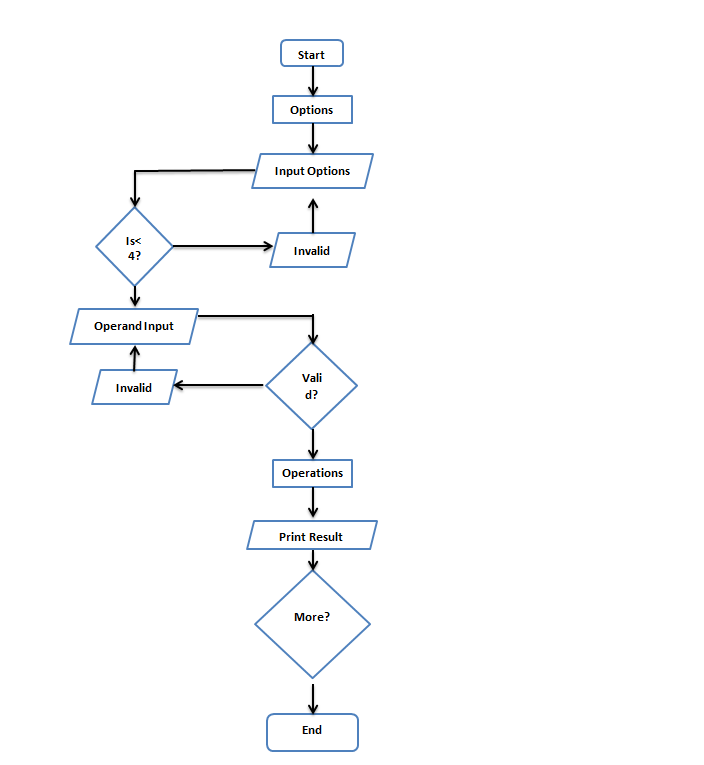 Start
Options
Input Options
Is<
4?
Invalid
Operand Input
Invalid
Vali
d?
Operations
Print Result
More?
End